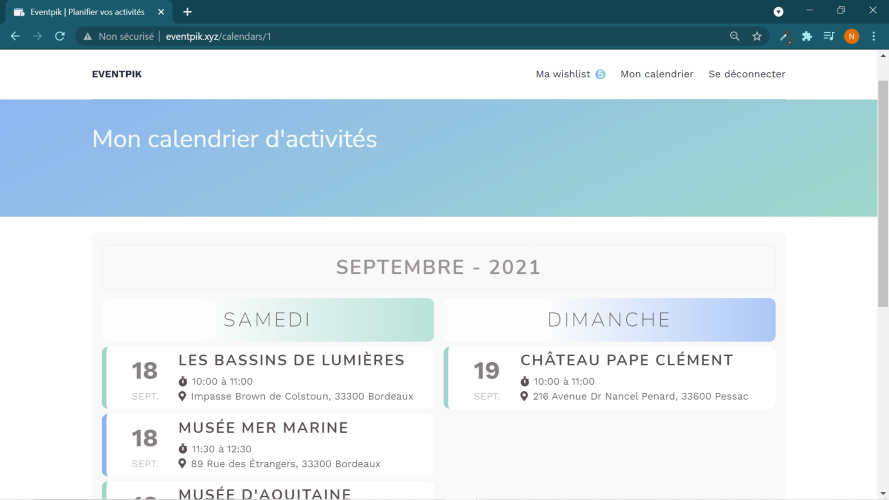 Eventpik | Planifier vos activités
Non sécurisé | eventpik.xyz/calendars/1
N
EVENTPIK
Ma wishlist 5 Mon calendrier Se déconnecter
Mon calendrier d'activités
SEPTEMBRE - 2021
SAMEDI
18 SEPT.
LES BASSINS DE LUMIÈRES
10:00 à 11:00
Impasse Brown de Colstoun, 33300 Bordeaux
18 SEPT.
MUSÉE MER MARINE
11:30 à 12:30
89 Rue des Étrangers, 33300 Bordeaux
MUSÉE D'AQUITAINE
DIMANCHE
19 SEPT.
CHÂTEAU PAPE CLÉMENT
10:00 à 11:00
216 Avenue Dr Nancel Penard, 33600 Pessac